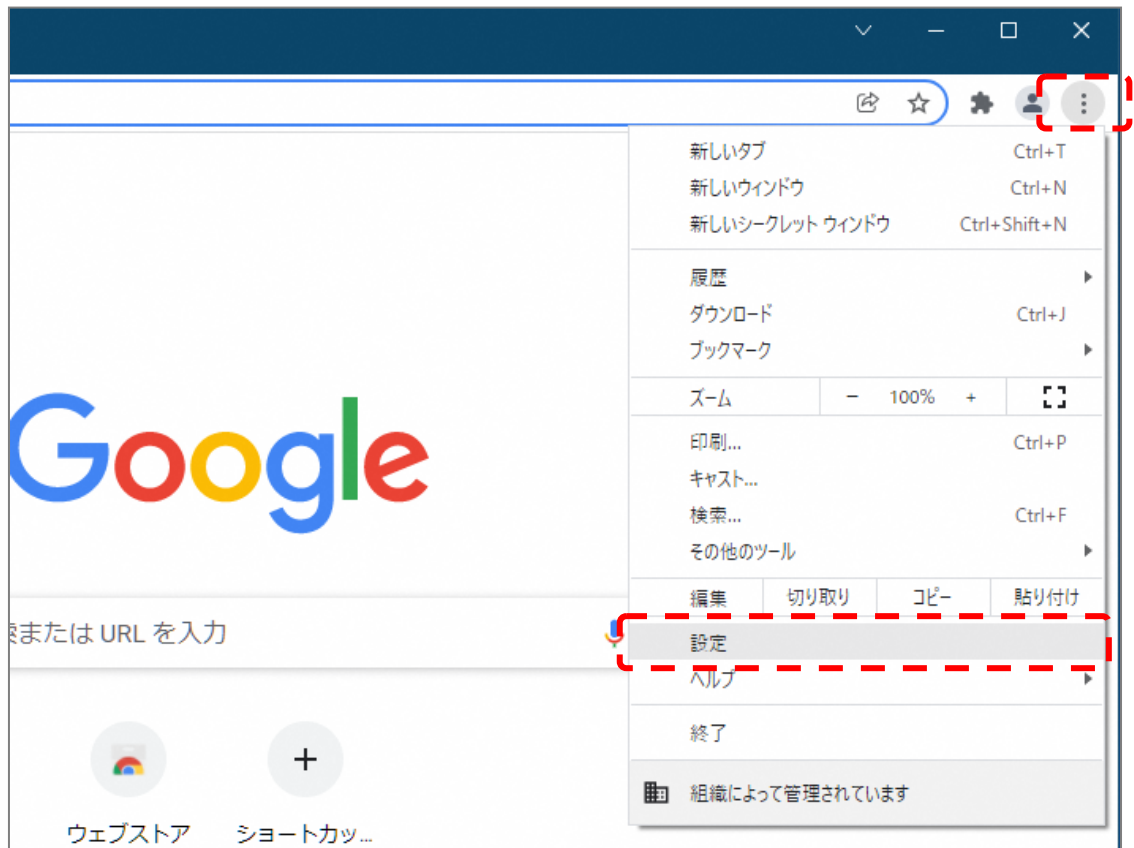 新しいタブ Ctrl+T
新しいウィンドウ Ctrl+N
新しいシークレット ウィンドウ Ctrl+Shift+N
履歴
ダウンロード Ctrl+J
ブックマーク
ズーム － 100% +
印刷... Ctrl+P
キャスト...
検索... Ctrl+F
その他のツール
編集 切り取り コピー 貼り付け
設定
ヘルプ
終了
組織によって管理されています
Google
または URL を入力
ウェブストア
ショートカッ...